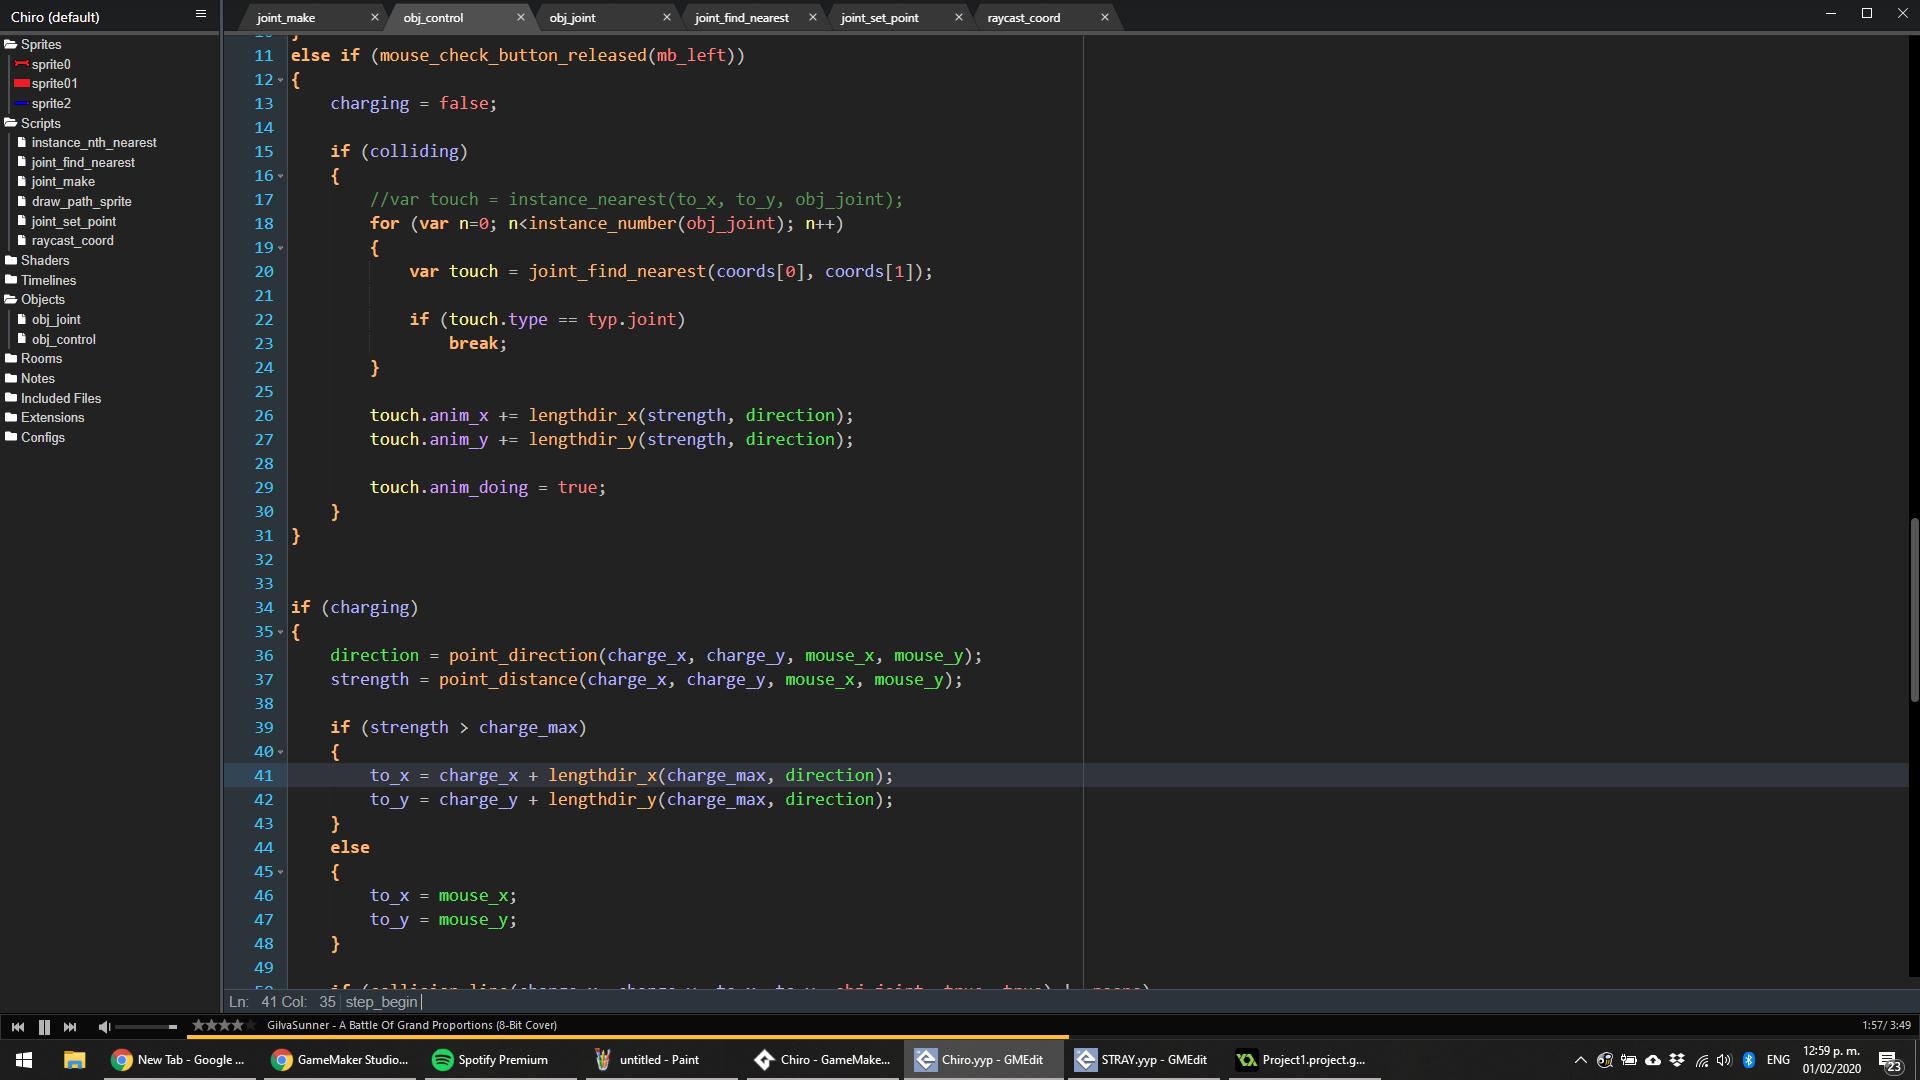 Chiro (default)
joint_make
obj_control
obj_joint
joint_find_nearest
joint_set_point
raycast_coord
Sprites
sprite0
sprite01
sprite2
Scripts
instance_nth_nearest
joint_find_nearest
joint_make
draw_path_sprite
joint_set_point
raycast_coord
Shaders
Timelines
Objects
obj_joint
obj_control
Rooms
Notes
Included Files
Extensions
Configs
10 }
11 else if (mouse_check_button_released(mb_left))
12 {
13 charging = false;
14
15 if (colliding)
16 {
17 //var touch = instance_nearest(to_x, to_y, obj_joint);
18 for (var n=0; n<instance_number(obj_joint); n++)
19 {
20 var touch = joint_find_nearest(coords[0], coords[1]);
21
22 if (touch.type == typ.joint)
23 break;
24 }
25
26 touch.anim_x += lengthdir_x(strength, direction);
27 touch.anim_y += lengthdir_y(strength, direction);
28
29 touch.anim_doing = true;
30 }
31 }
32
33
34 if (charging)
35 {
36 direction = point_direction(charge_x, charge_y, mouse_x, mouse_y);
37 strength = point_distance(charge_x, charge_y, mouse_x, mouse_y);
38
39 if (strength > charge_max)
40 {
41 to_x = charge_x + lengthdir_x(charge_max, direction);
42 to_y = charge_y + lengthdir_y(charge_max, direction);
43 }
44 else
45 {
46 to_x = mouse_x;
47 to_y = mouse_y;
48 }
49
Ln: 41 Col: 35 step_begin
GilvaSunner - A Battle Of Grand Proportions (8-Bit Cover)
1:57/ 3:49
New Tab - Google ...
GameMaker Studio...
Spotify Premium
untitled - Paint
Chiro - GameMake...
Chiro.yyp - GMEdit
STRAY.yyp - GMEdit
Project1.project.g...
ENG
12:59 p. m.
01/02/2020
23